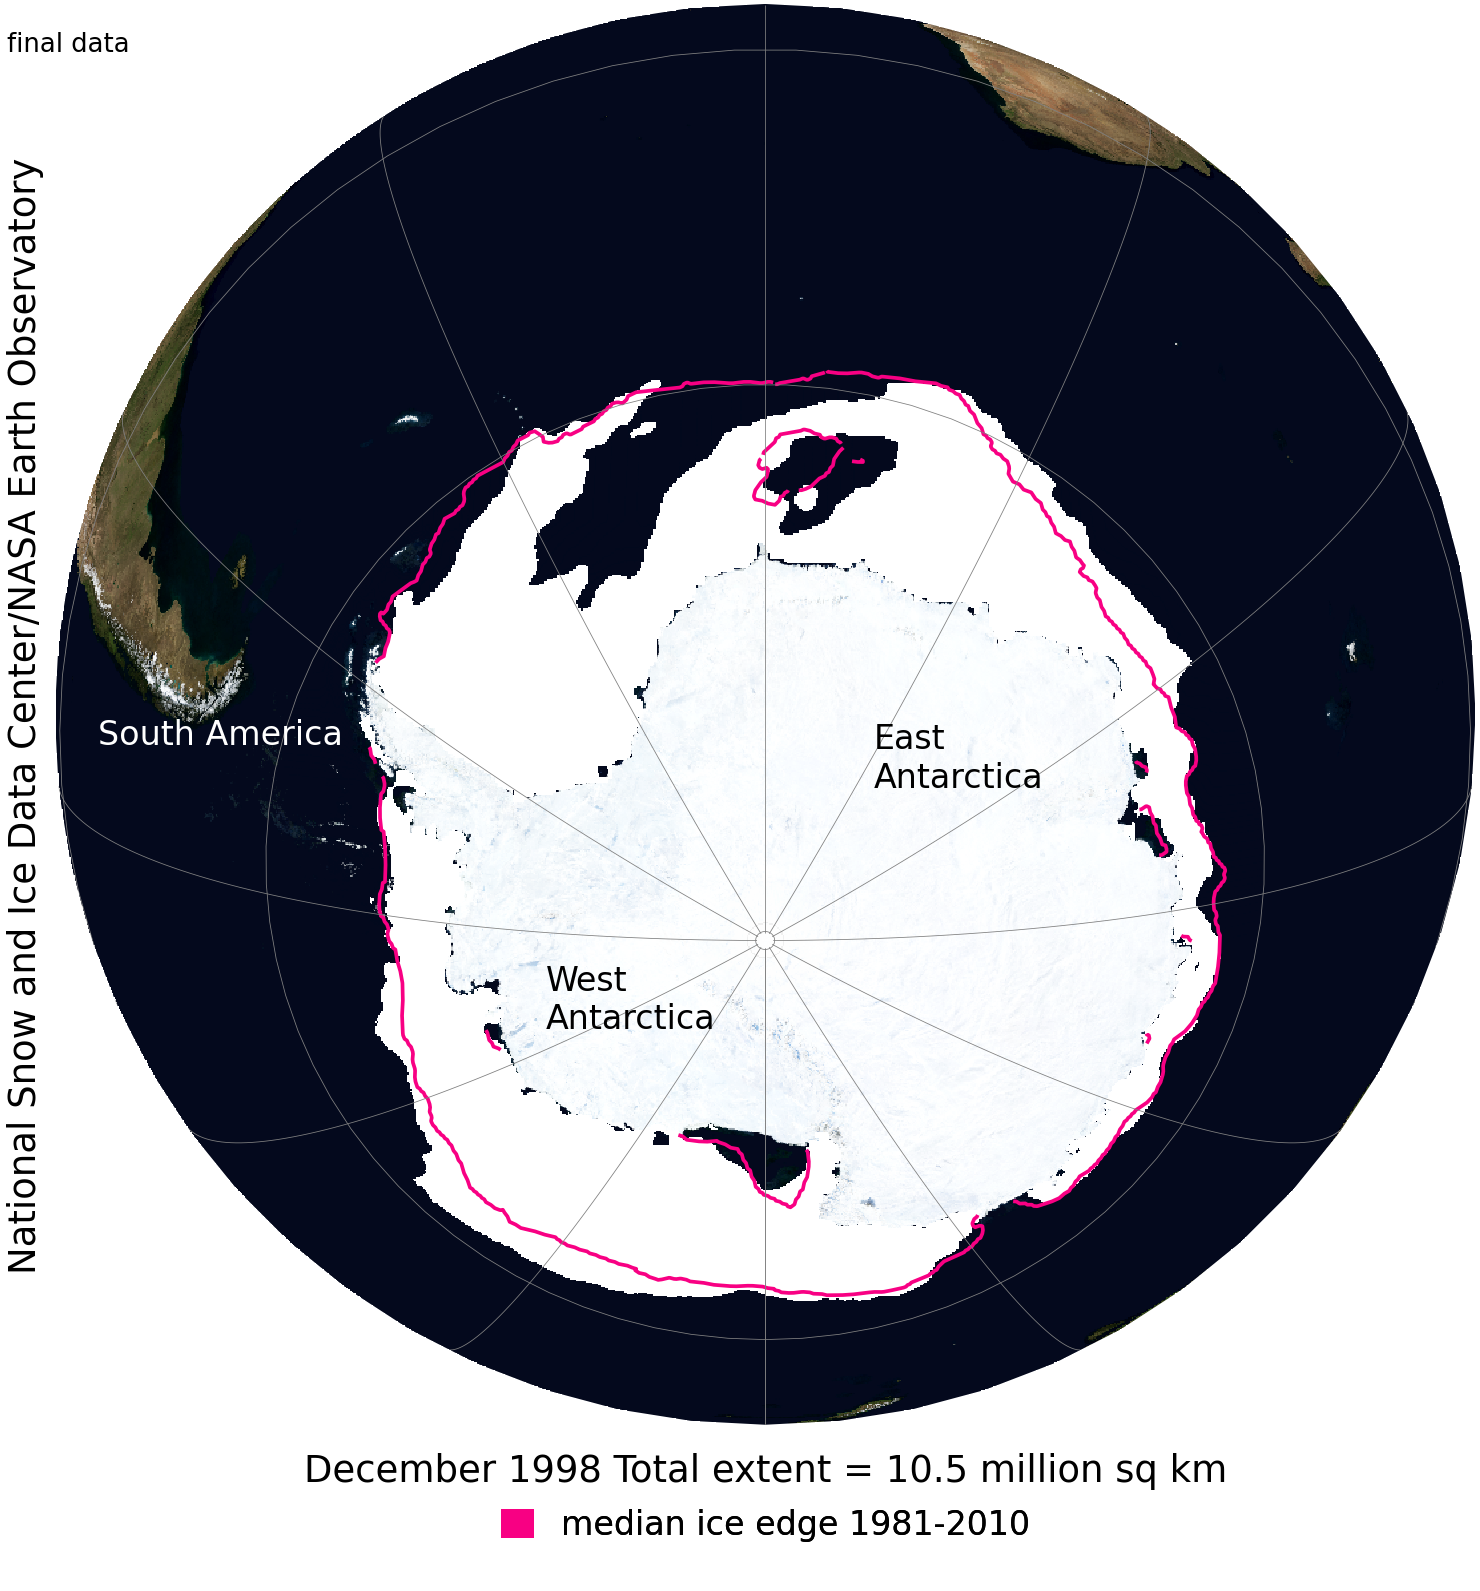 final data
National Snow and Ice Data Center/NASA Earth Observatory
South America
East
Antarctica
West
Antarctica
December 1998 Total extent = 10.5 million sq km
median ice edge 1981-2010